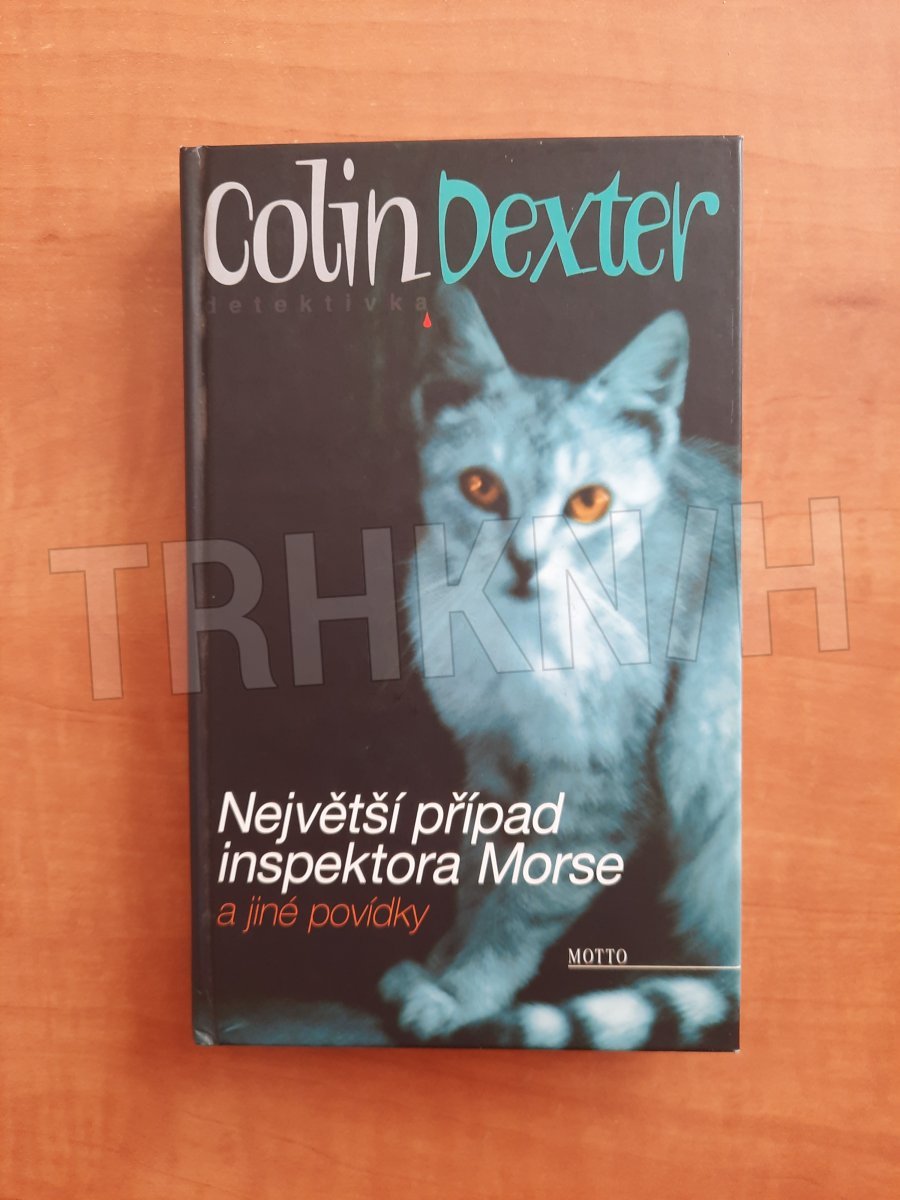 Colin Dexter
detektivka
TRHKNIH
Největší případ
inspektora Morse
a jiné povídky
MOTTO